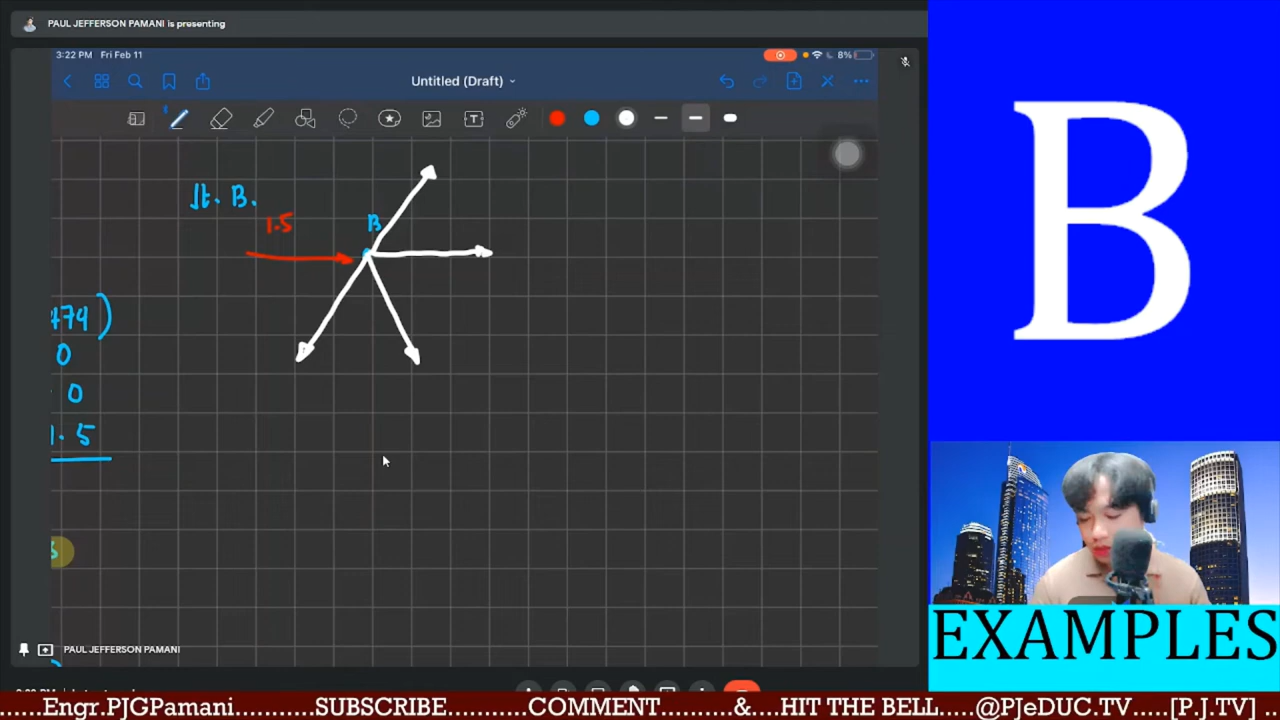 PAUL JEFFERSON PAMANI is presenting
3:22 PM Fri Feb 11
8%
Untitled (Draft)
T
Jt. B.
1.5
B
474)
0
0
1.5
PAUL JEFFERSON PAMANI
B
EXAMPLES
......Engr.PJGPamani..........SUBSCRIBE..........COMMENT.........&....HIT THE BELL.....@PJeDUC.TV.....[P.J.TV] ..